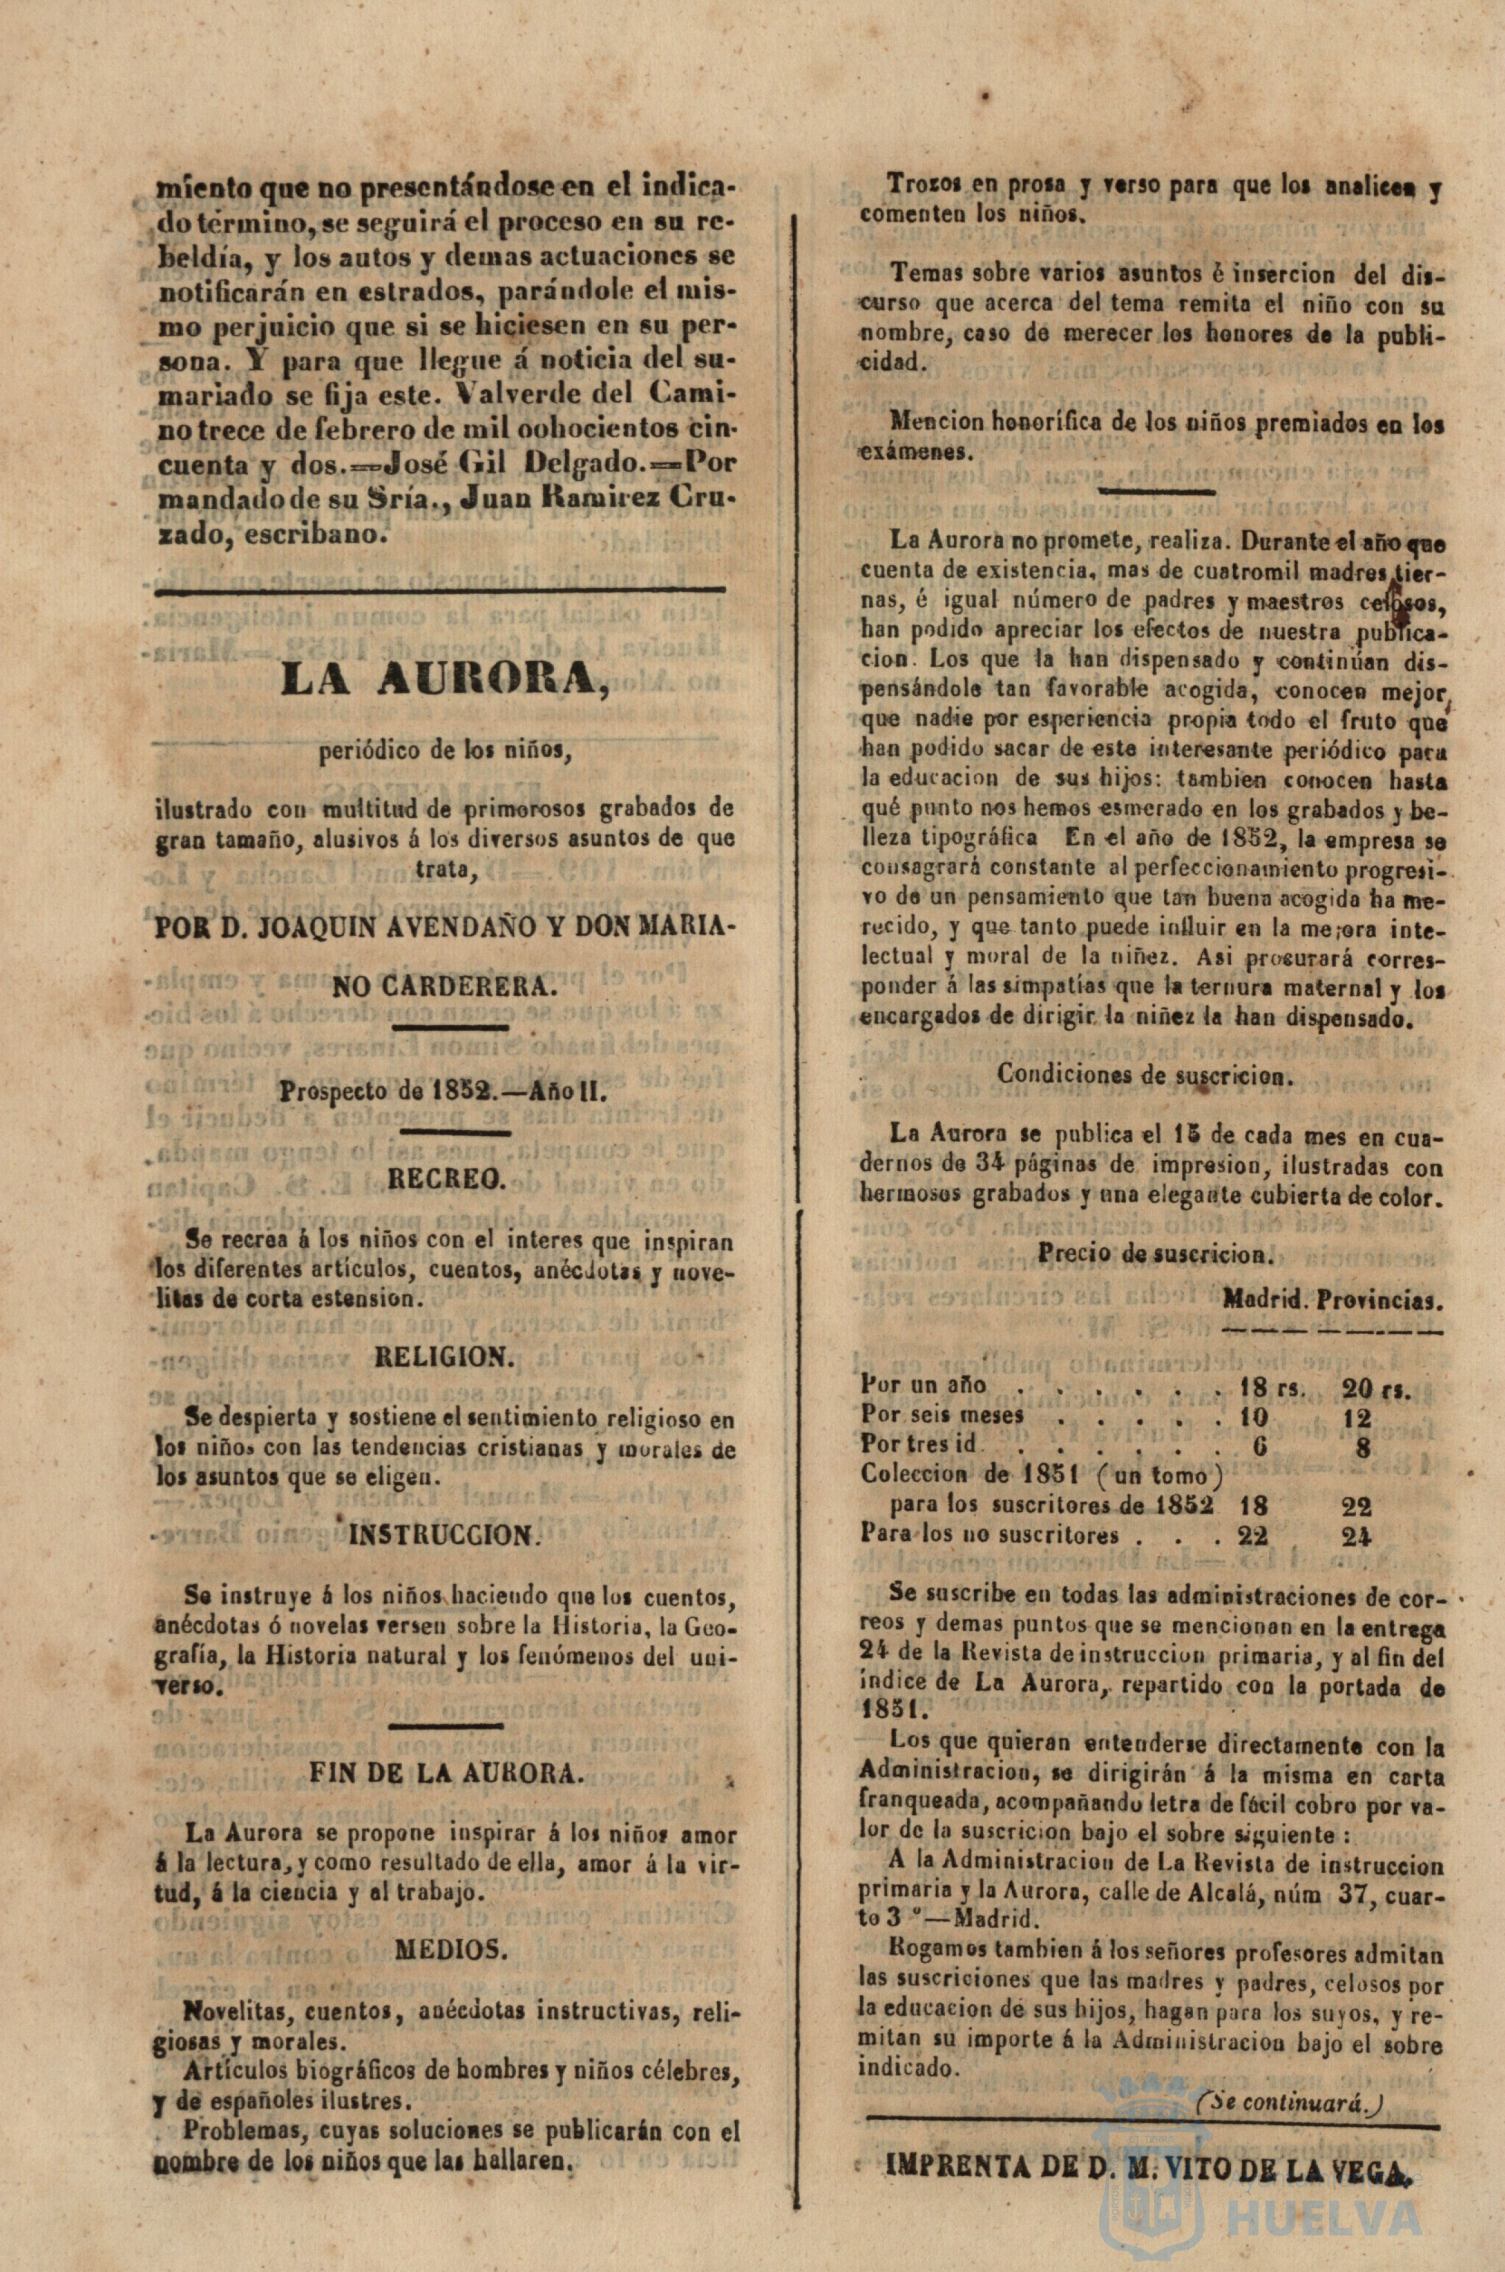 miento que no presentándose en el indica-
do término, se seguirá el proceso en su re-
beldía, y los autos y demas actuaciones se
notificarán en estrados, parándole el mis-
mo perjuicio que si se hiciesen en su per-
sona. Y para que llegue á noticia del su-
mariado se fija este. Valverde del Cami-
no trece de febrero de mil oohocientos cin-
cuenta y dos.=José Gil Delgado.=Por
mandado de su Sría., Juan Ramirez Cru-
zado, escribano.
LA AURORA,
periódico de los niños,
ilustrado con multitud de primorosos grabados de
gran tamaño, alusivos á los diversos asuntos de que
trata,
POR D. JOAQUIN AVENDAÑO Y DON MARIA-
NO CARDERERA.
Prospecto de 1852.—Año II.
RECREO.
Se recrea á los niños con el interes que inspiran
los diferentes artículos, cuentos, anécdotas y nove-
litas de corta estension.
RELIGION.
Se despierta y sostiene el sentimiento religioso en
los niños con las tendencias cristianas y morales de
los asuntos que se eligen.
INSTRUCCION.
Se instruye á los niños haciendo que los cuentos,
anécdotas ó novelas versen sobre la Historia, la Geo-
grafía, la Historia natural y los fenómenos del uni-
verso.
FIN DE LA AURORA.
La Aurora se propone inspirar á los niños amor
á la lectura, y como resultado de ella, amor á la vir-
tud, á la ciencia y al trabajo.
MEDIOS.
Novelitas, cuentos, anécdotas instructivas, reli-
giosas y morales.
Artículos biográficos de hombres y niños célebres,
y de españoles ilustres.
Problemas, cuyas soluciones se publicarán con el
nombre de los niños que las hallaren.
Trozos en prosa y verso para que los analicen y
comenten los niños.
Temas sobre varios asuntos é insercion del dis-
curso que acerca del tema remita el niño con su
nombre, caso de merecer los honores de la publi-
cidad.
Mencion honorífica de los niños premiados en los
exámenes.
La Aurora no promete, realiza. Durante el año que
cuenta de existencia, mas de cuatromil madres tier-
nas, é igual número de padres y maestros celosos,
han podido apreciar los efectos de nuestra publica-
cion. Los que la han dispensado y continúan dis-
pensándole tan favorable acogida, conocen mejor
que nadie por esperiencia propia todo el fruto que
han podido sacar de este interesante periódico para
la educacion de sus hijos: tambien conocen hasta
qué punto nos hemos esmerado en los grabados y be-
lleza tipográfica En el año de 1852, la empresa se
consagrará constante al perfeccionamiento progresi-
vo de un pensamiento que tan buena acogida ha me-
recido, y que tanto puede influir en la mejora inte-
lectual y moral de la niñez. Asi procurará corres-
ponder á las simpatías que la ternura maternal y los
encargados de dirigir la niñez la han dispensado.
Condiciones de suscricion.
La Aurora se publica el 15 de cada mes en cua-
dernos de 34 páginas de impresion, ilustradas con
hermosos grabados y una elegante cubierta de color.
Precio de suscricion.
Madrid. Provincias.
Por un año . . . . . . 18 rs. 20 rs.
Por seis meses . . . . . 10 12
Por tres id. . . . . . . 6 8
Coleccion de 1851 (un tomo)
para los suscritores de 1852 18 22
Para los no suscritores . . . 22 24
Se suscribe en todas las administraciones de cor-
reos y demas puntos que se mencionan en la entrega
24 de la Revista de instruccion primaria, y al fin del
índice de La Aurora, repartido con la portada de
1851.
Los que quieran entenderse directamente con la
Administracion, se dirigirán á la misma en carta
franqueada, acompañando letra de fácil cobro por va-
lor de la suscricion bajo el sobre siguiente:
A la Administracion de La Revista de instruccion
primaria y la Aurora, calle de Alcalá, núm 37, cuar-
to 3.º—Madrid.
Rogamos tambien á los señores profesores admitan
las suscriciones que las madres y padres, celosos por
la educacion de sus hijos, hagan para los suyos, y re-
mitan su importe á la Administracion bajo el sobre
indicado.
(Se continuará.)
IMPRENTA DE D. M. VITO DE LA VEGA.
HUELVA